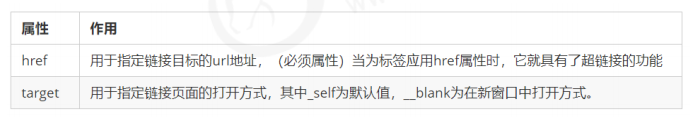 属性 作用
href 用于指定链接目标的url地址，（必须属性）当为标签应用href属性时，它就具有了超链接的功能
target 用于指定链接页面的打开方式，其中_self为默认值，__blank为在新窗口中打开方式。